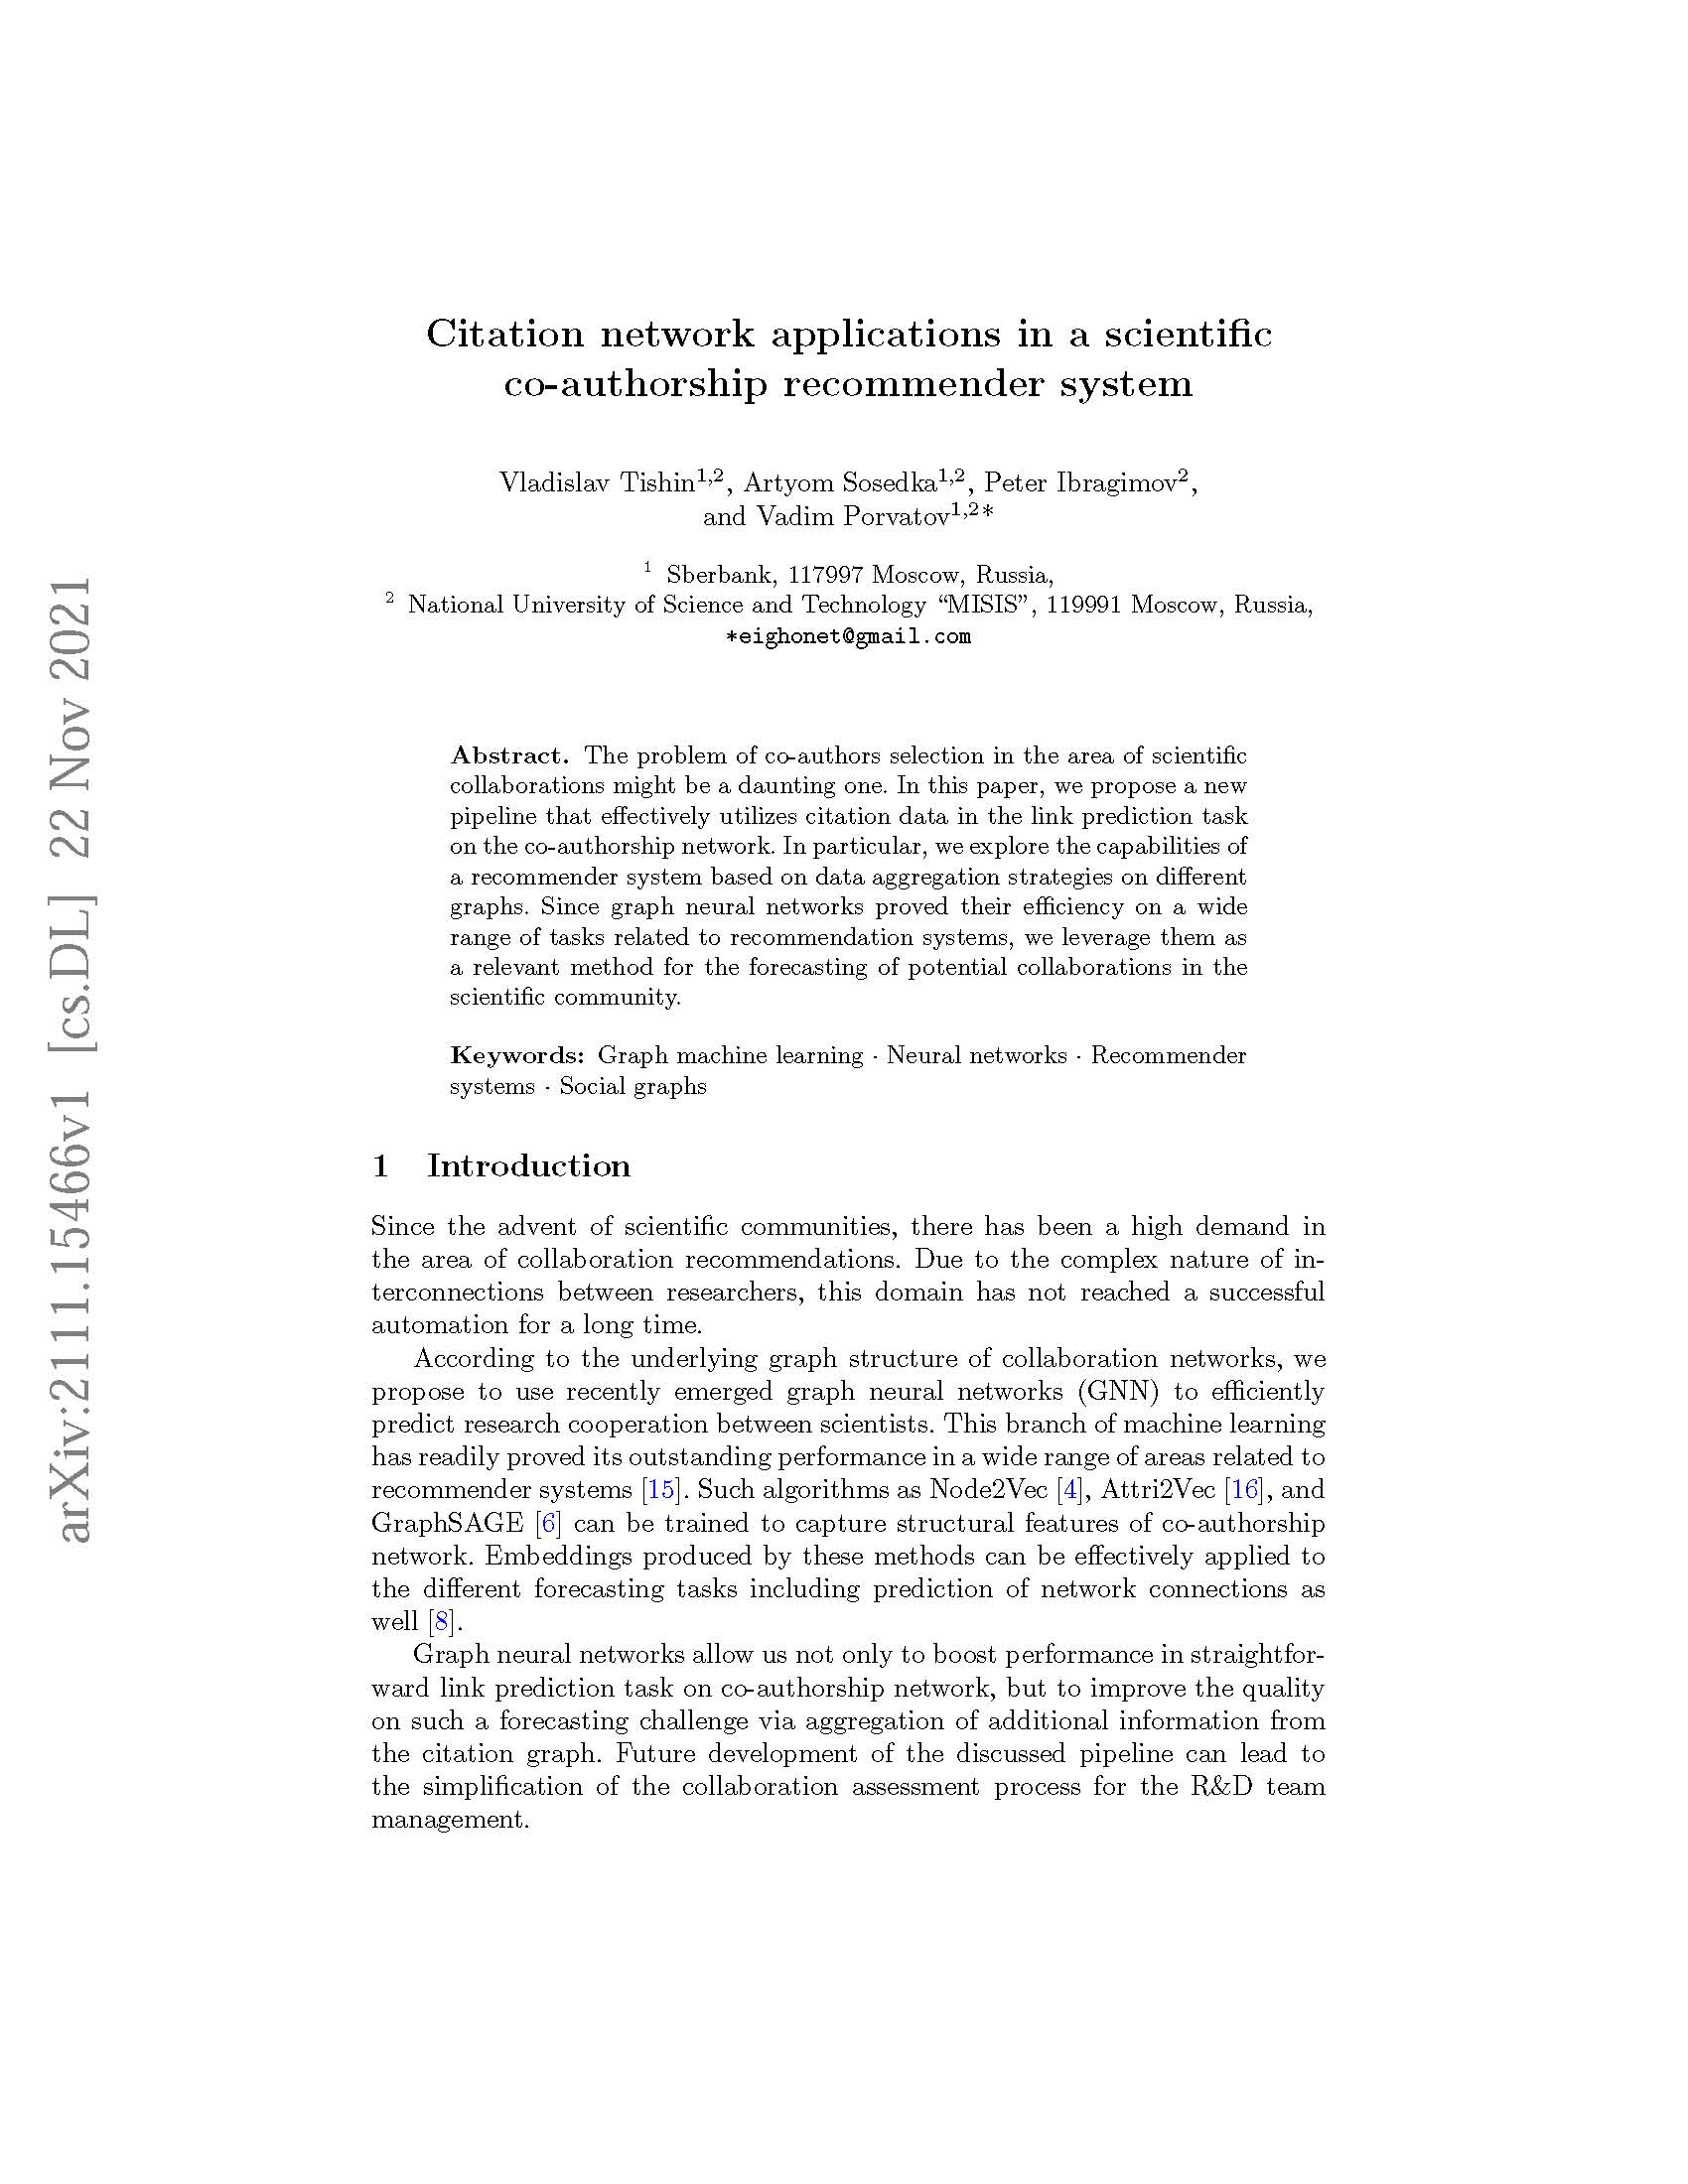 Citation network applications in a scientific
co-authorship recommender system
Vladislav Tishin1,2, Artyom Sosedka1,2, Peter Ibragimov2,
and Vadim Porvatov1,2*
1 Sberbank, 117997 Moscow, Russia,
2 National University of Science and Technology “MISIS”, 119991 Moscow, Russia,
*eighonet@gmail.com
Abstract. The problem of co-authors selection in the area of scientific
collaborations might be a daunting one. In this paper, we propose a new
pipeline that effectively utilizes citation data in the link prediction task
on the co-authorship network. In particular, we explore the capabilities of
a recommender system based on data aggregation strategies on different
graphs. Since graph neural networks proved their efficiency on a wide
range of tasks related to recommendation systems, we leverage them as
a relevant method for the forecasting of potential collaborations in the
scientific community.
Keywords: Graph machine learning · Neural networks · Recommender
systems · Social graphs
1 Introduction
Since the advent of scientific communities, there has been a high demand in
the area of collaboration recommendations. Due to the complex nature of in-
terconnections between researchers, this domain has not reached a successful
automation for a long time.
According to the underlying graph structure of collaboration networks, we
propose to use recently emerged graph neural networks (GNN) to efficiently
predict research cooperation between scientists. This branch of machine learning
has readily proved its outstanding performance in a wide range of areas related to
recommender systems [15]. Such algorithms as Node2Vec [4], Attri2Vec [16], and
GraphSAGE [6] can be trained to capture structural features of co-authorship
network. Embeddings produced by these methods can be effectively applied to
the different forecasting tasks including prediction of network connections as
well [8].
Graph neural networks allow us not only to boost performance in straightfor-
ward link prediction task on co-authorship network, but to improve the quality
on such a forecasting challenge via aggregation of additional information from
the citation graph. Future development of the discussed pipeline can lead to
the simplification of the collaboration assessment process for the R&D team
management.
arXiv:2111.15466v1 [cs.DL] 22 Nov 2021